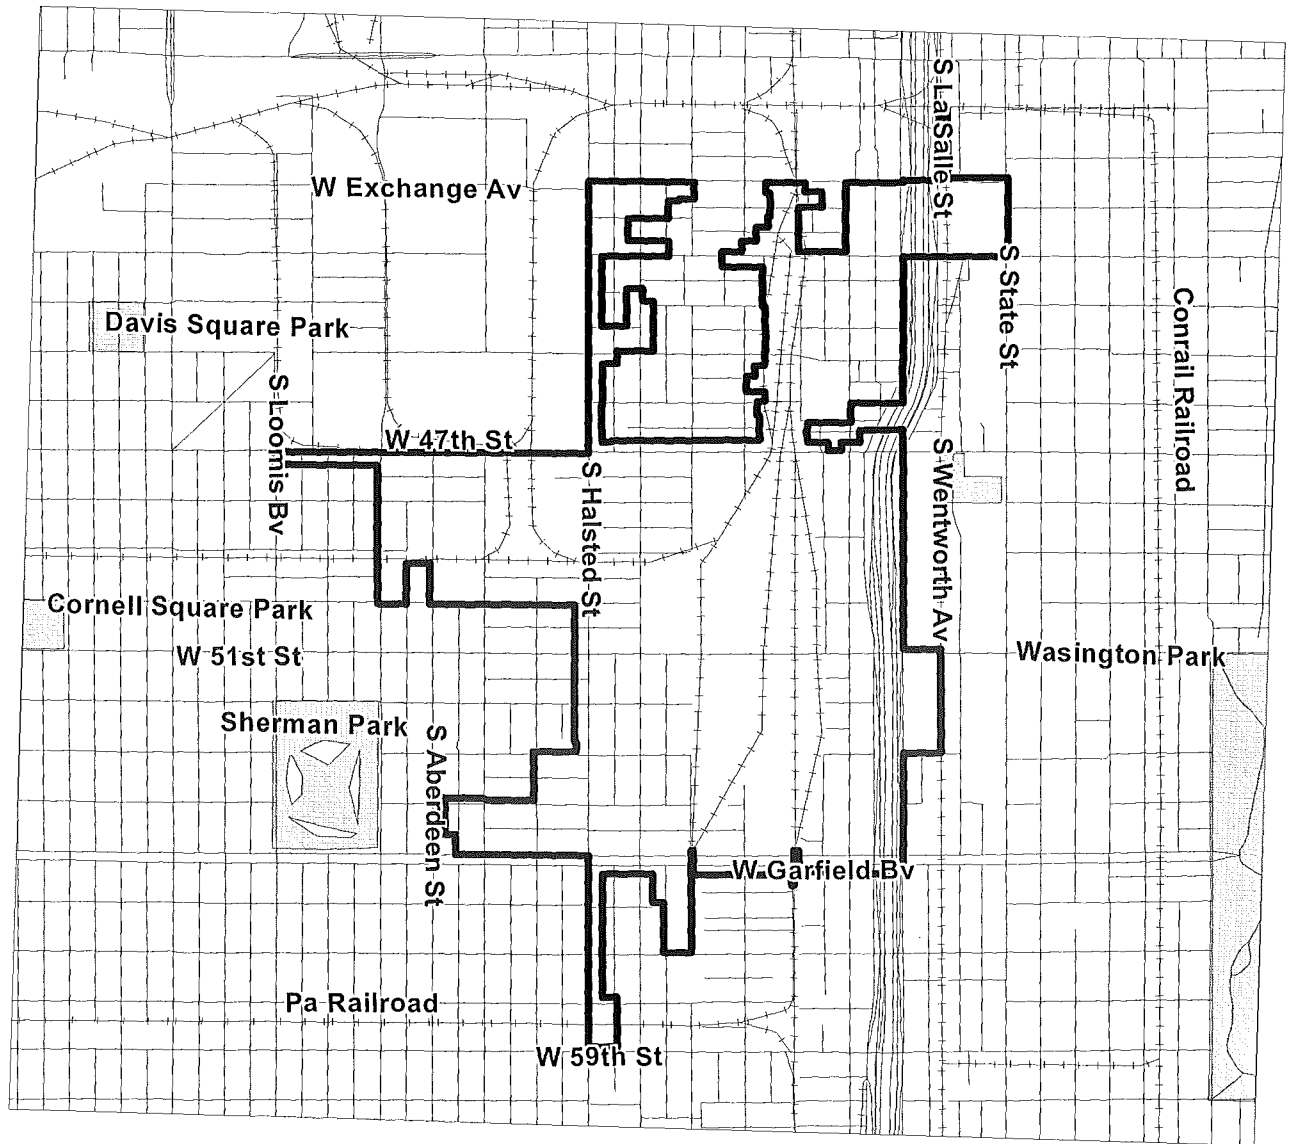 S LaSalle St
W Exchange Av
S State St
Conrail Railroad
Davis Square Park
S Loomis Bv
W 47th St
S Halsted St
S Wentworth Av
Cornell Square Park
W 51st St
Wasington Park
Sherman Park
S Aberdeen St
W Garfield Bv
Pa Railroad
W 59th St